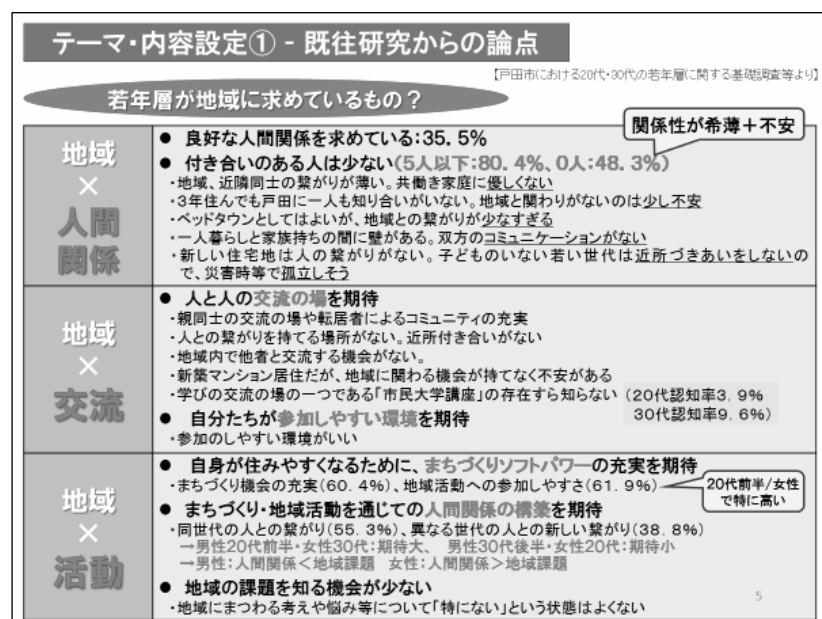 テーマ・内容設定① - 既往研究からの論点
【戸田市における20代・30代の若年層に関する基礎調査等より】
若年層が地域に求めているもの？
関係性が希薄＋不安
地域
×
人間
関係
● 良好な人間関係を求めている：35．5％
● 付き合いのある人は少ない（5人以下：80．4％、0人：48．3％）
・地域、近隣同士の繋がりが薄い。共働き家庭に優しくない
・3年住んでも戸田に一人も知り合いがいない。地域と関わりがないのは少し不安
・ベッドタウンとしてはよいが、地域との繋がりが少なすぎる
・一人暮らしと家族持ちの間に壁がある。双方のコミュニケーションがない
・新しい住宅地は人の繋がりがない。子どものいない若い世代は近所づきあいをしないの
で、災害時等で孤立しそう
地域
×
交流
● 人と人の交流の場を期待
・親同士の交流の場や転居者によるコミュニティの充実
・人との繋がりを持てる場所がない。近所付き合いがない
・地域内で他者と交流する機会がない。
・新築マンション居住だが、地域に関わる機会が持てなく不安がある
・学びの交流の場の一つである「市民大学講座」の存在すら知らない（20代認知率3．9％
30代認知率9．6％）
● 自分たちが参加しやすい環境を期待
・参加のしやすい環境がいい
地域
×
活動
● 自身が住みやすくなるために、まちづくりソフトパワーの充実を期待
・まちづくり機会の充実（60．4％）、地域活動への参加しやすさ（61．9％）
20代前半/女性
で特に高い
● まちづくり・地域活動を通じての人間関係の構築を期待
・同世代の人との繋がり（55．3％）、異なる世代の人との新しい繋がり（38．8％）
→男性20代前半・女性30代：期待大、 男性30代後半・女性20代：期待小
→男性：人間関係＜地域課題 女性：人間関係＞地域課題
● 地域の課題を知る機会が少ない
・地域にまつわる考えや悩み等について「特にない」という状態はよくない
5